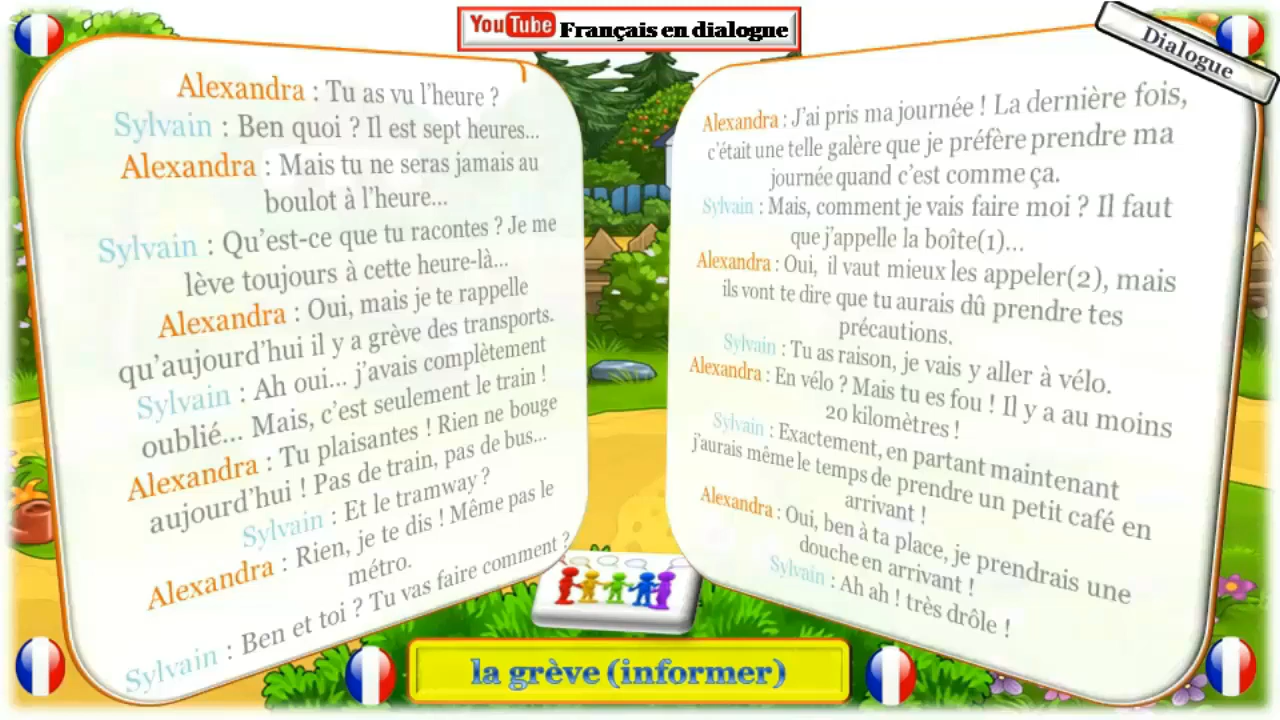 YouTube Français en dialogue
Dialogue
Alexandra : Tu as vu l'heure ?
Sylvain : Ben quoi ? Il est sept heures...
Alexandra : Mais tu ne seras jamais au
boulot à l'heure...
Sylvain : Qu'est-ce que tu racontes ? Je me
lève toujours à cette heure-là...
Alexandra : Oui, mais je te rappelle
qu'aujourd'hui il y a grève des transports.
Sylvain : Ah oui... j'avais complètement
oublié... Mais, c'est seulement le train !
Alexandra : Tu plaisantes ! Rien ne bouge
aujourd'hui ! Pas de train, pas de bus...
Sylvain : Et le tramway ?
Alexandra : Rien, je te dis ! Même pas le
métro.
Sylvain : Ben et toi ? Tu vas faire comment ?
Alexandra : J'ai pris ma journée ! La dernière fois,
c'était une telle galère que je préfère prendre ma
journée quand c'est comme ça.
Sylvain : Mais, comment je vais faire moi ? Il faut
que j'appelle la boîte(1)...
Alexandra : Oui, il vaut mieux les appeler(2), mais
ils vont te dire que tu aurais dû prendre tes
précautions.
Sylvain : Tu as raison, je vais y aller à vélo.
Alexandra : En vélo ? Mais tu es fou ! Il y a au moins
20 kilomètres !
Sylvain : Exactement, en partant maintenant
j'aurais même le temps de prendre un petit café en
arrivant !
Alexandra : Oui, ben à ta place, je prendrais une
douche en arrivant !
Sylvain : Ah ah ! très drôle !
la grève (informer)